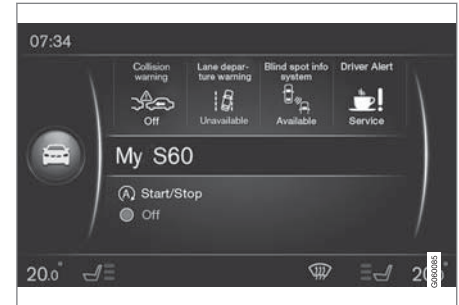 07:34
Collision warning
Lane depar-ture warning
Blind spot info system
Driver Alert
Off
Unavailable
Available
Service
My S60
Start/Stop
Off
20.0°
G060085